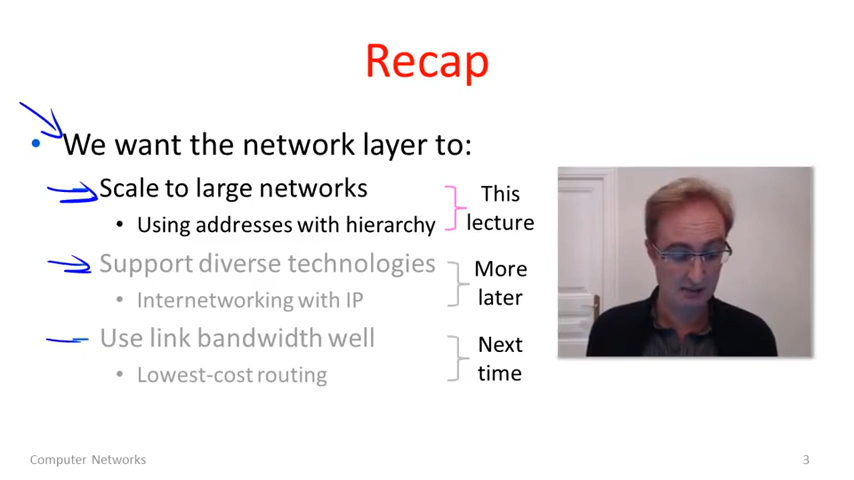 Recap
• We want the network layer to:
Scale to large networks
• Using addresses with hierarchy
This
lecture
Support diverse technologies
• Internetworking with IP
More
later
Use link bandwidth well
• Lowest-cost routing
Next
time
Computer Networks
3